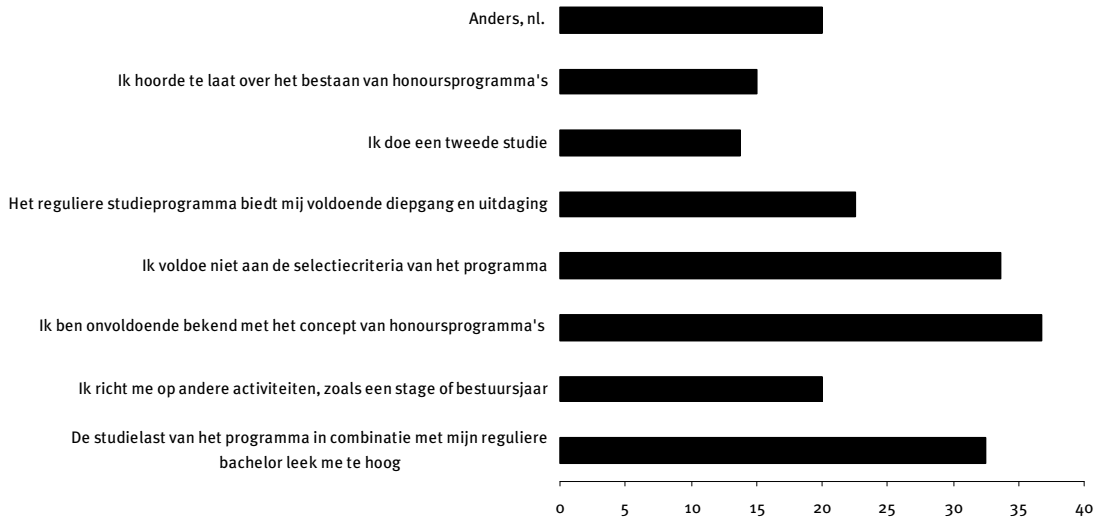 Anders, nl.
Ik hoorde te laat over het bestaan van honoursprogramma's
Ik doe een tweede studie
Het reguliere studieprogramma biedt mij voldoende diepgang en uitdaging
Ik voldoe niet aan de selectiecriteria van het programma
Ik ben onvoldoende bekend met het concept van honoursprogramma's
Ik richt me op andere activiteiten, zoals een stage of bestuursjaar
De studielast van het programma in combinatie met mijn reguliere
bachelor leek me te hoog
0 5 10 15 20 25 30 35 40